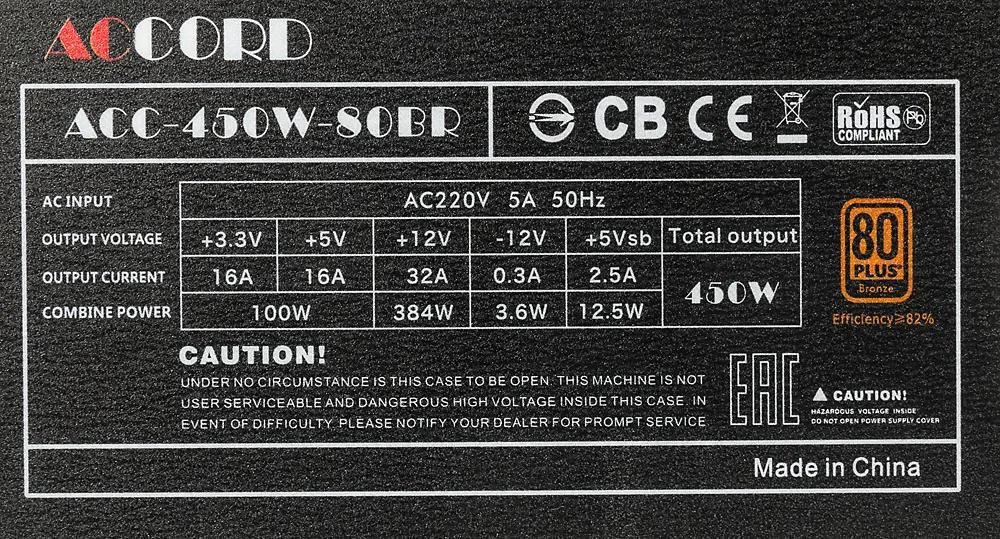 ACCORD
ACC-450W-80BR
CB CE RoHS COMPLIANT Pb
AC INPUT AC220V 5A 50Hz
OUTPUT VOLTAGE +3.3V +5V +12V -12V +5Vsb Total output
OUTPUT CURRENT 16A 16A 32A 0.3A 2.5A 450W
COMBINE POWER 100W 384W 3.6W 12.5W
80 PLUS Bronze
Efficiency≥82%
CAUTION!
UNDER NO CIRCUMSTANCE IS THIS CASE TO BE OPEN. THIS MACHINE IS NOT
USER SERVICEABLE AND DANGEROUS HIGH VOLTAGE INSIDE THIS CASE. IN
EVENT OF DIFFICULTY. PLEASE NOTIFY YOUR DEALER FOR PROMPT SERVICE
EAC
CAUTION!
HAZARDOUS VOLTAGE INSIDE'
DO NOT OPEN POWER SUPPLY COVER
Made in China